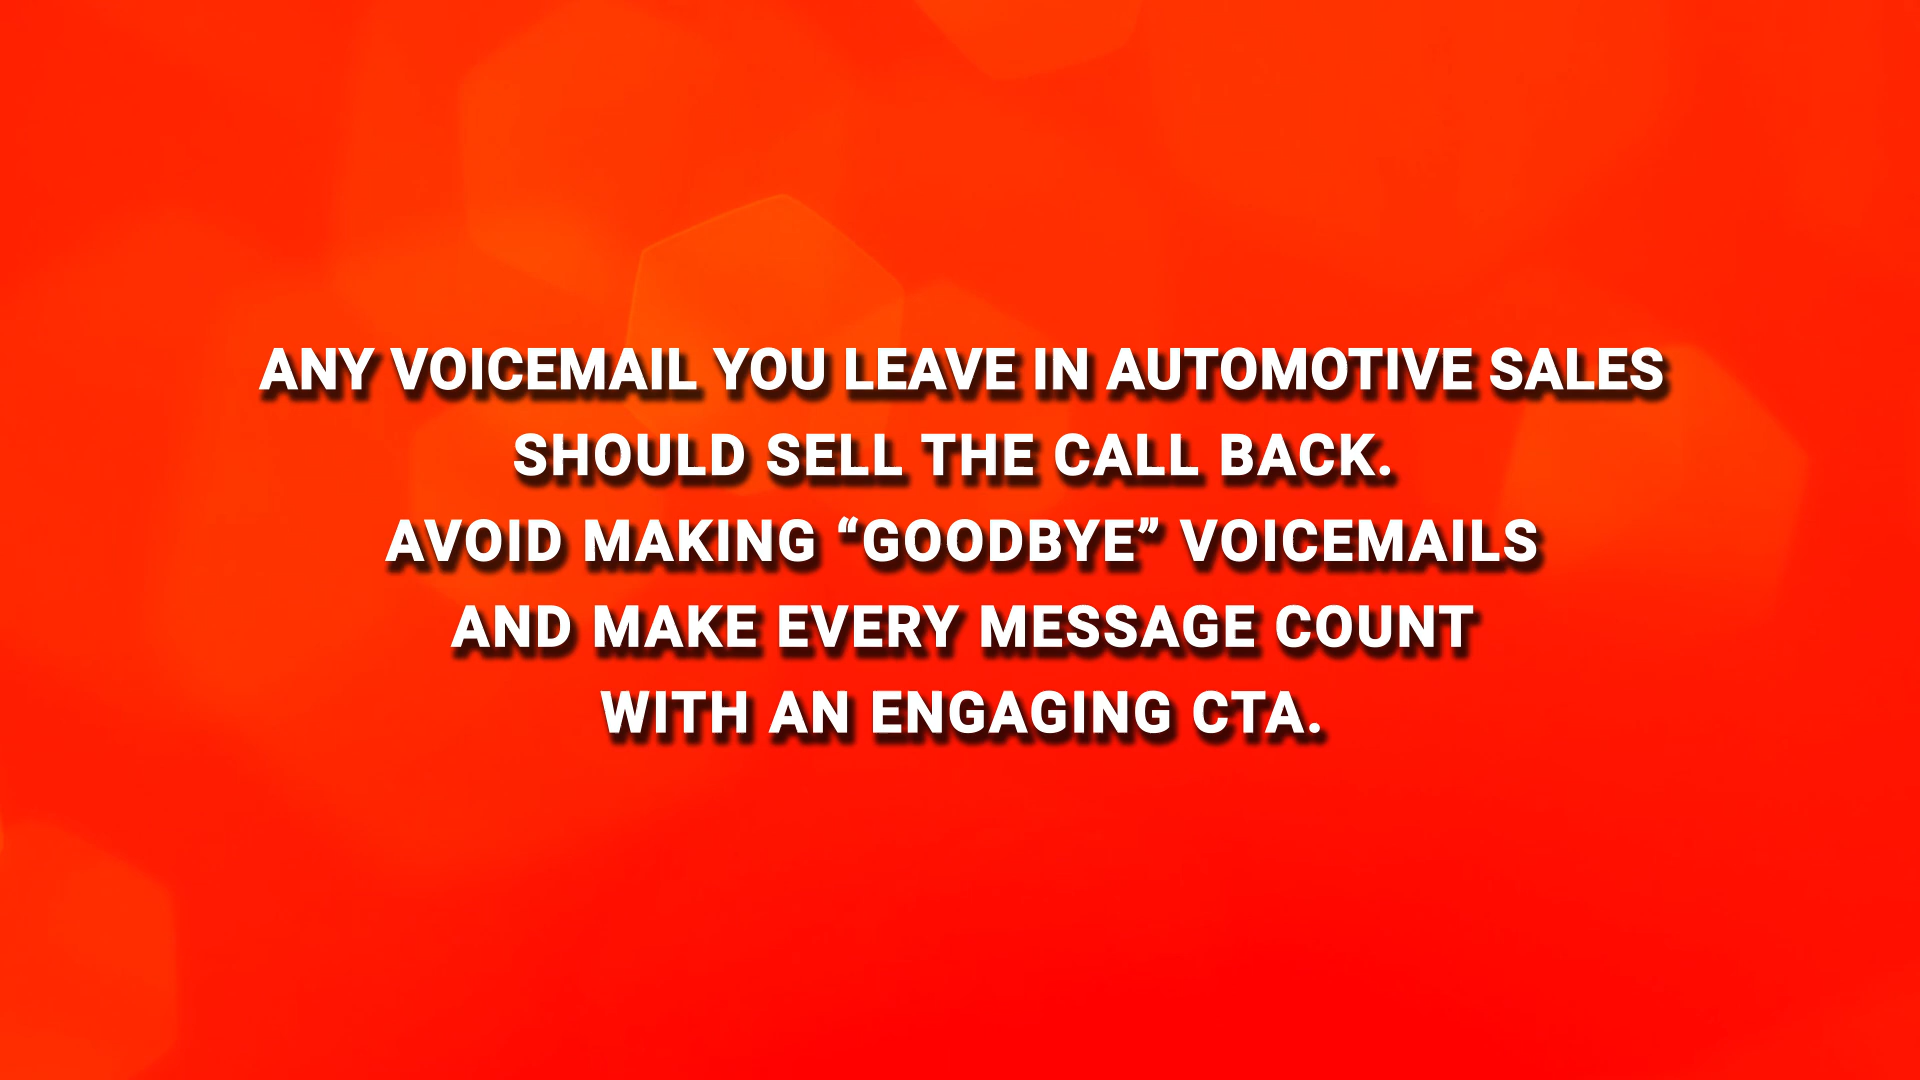 ANY VOICEMAIL YOU LEAVE IN AUTOMOTIVE SALES
SHOULD SELL THE CALL BACK.
AVOID MAKING “GOODBYE” VOICEMAILS
AND MAKE EVERY MESSAGE COUNT
WITH AN ENGAGING CTA.